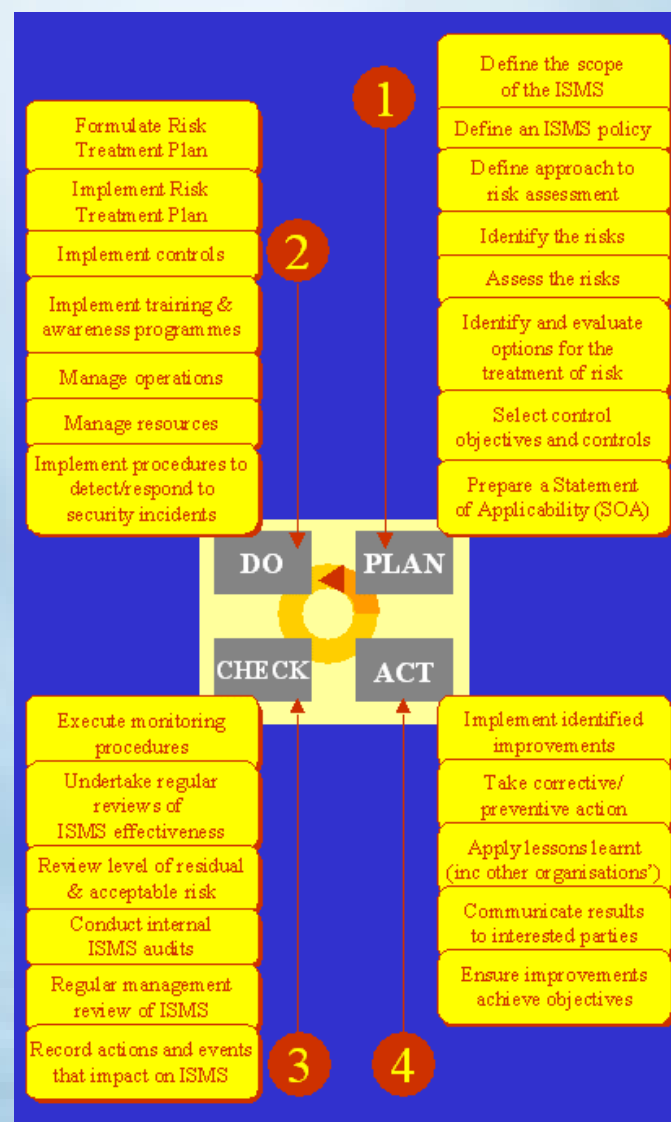 1
Define the scope
of the ISMS
Define an ISMS policy
Define approach to
risk assessment
Identify the risks
Assess the risks
Identify and evaluate
options for the
treatment of risk
Select control
objectives and controls
Prepare a Statement
of Applicability (SOA)
Formulate Risk
Treatment Plan
Implement Risk
Treatment Plan
Implement controls
Implement training &
awareness programmes
Manage operations
Manage resources
Implement procedures to
detect/respond to
security incidents
2
DO
PLAN
CHECK
ACT
Execute monitoring
procedures
Undertake regular
reviews of
ISMS effectiveness
Review level of residual
& acceptable risk
Conduct internal
ISMS audits
Regular management
review of ISMS
Record actions and events
that impact on ISMS
3
4
Implement identified
improvements
Take corrective/
preventive action
Apply lessons learnt
(inc other organisations')
Communicate results
to interested parties
Ensure improvements
achieve objectives